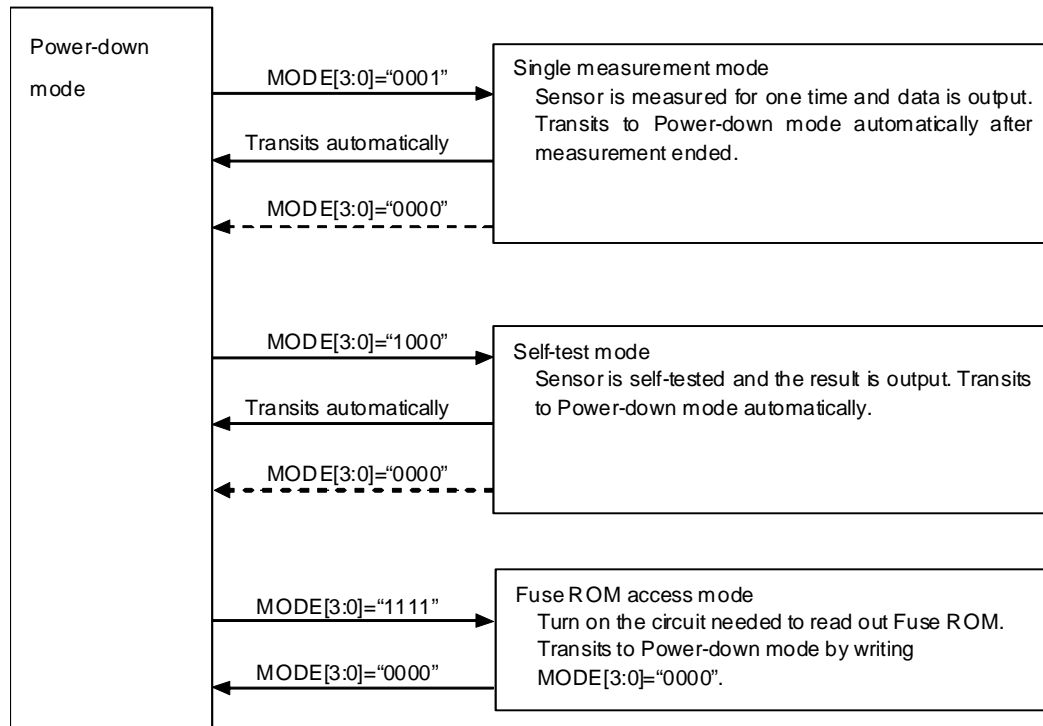 Power-down
mode
MODE[3:0]=“0001”
Single measurement mode
Sensor is measured for one time and data is output.
Transits to Power-down mode automatically after
measurement ended.
Transits automatically
MODE[3:0]=“0000”
MODE[3:0]=“1000”
Self-test mode
Sensor is self-tested and the result is output. Transits
to Power-down mode automatically.
Transits automatically
MODE[3:0]=“0000”
MODE[3:0]=“1111”
Fuse ROM access mode
Turn on the circuit needed to read out Fuse ROM.
Transits to Power-down mode by writing
MODE[3:0]=“0000”.
MODE[3:0]=“0000”